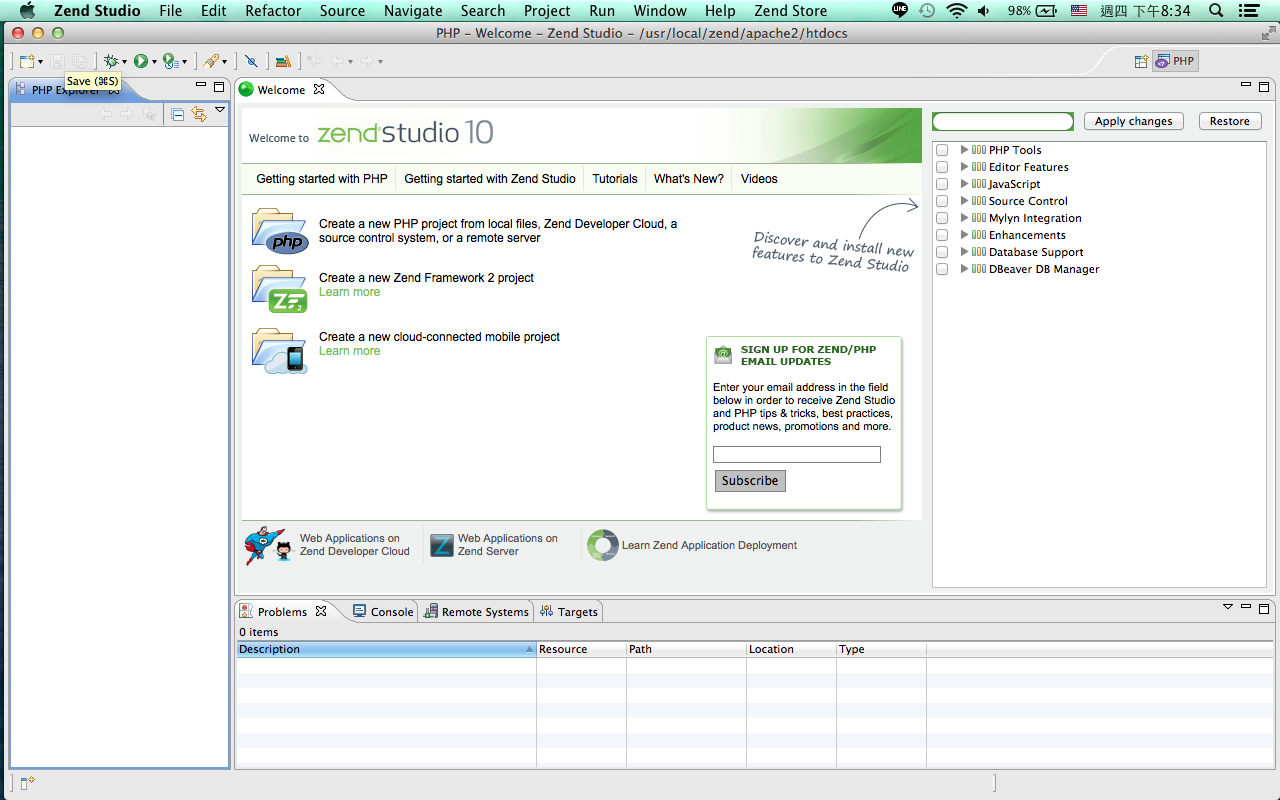 Zend Studio File Edit Refactor Source Navigate Search Project Run Window Help Zend Store LINE 98% 週四 下午8:34
PHP – Welcome – Zend Studio – /usr/local/zend/apache2/htdocs
PHP
Save (⌘S)
PHP Explorer
Welcome
Welcome to zend Studio 10
Apply changes Restore
Getting started with PHP Getting started with Zend Studio Tutorials What's New? Videos
PHP Tools
Editor Features
JavaScript
Source Control
Mylyn Integration
Enhancements
Database Support
DBeaver DB Manager
php
Create a new PHP project from local files, Zend Developer Cloud, a
source control system, or a remote server
Discover and install new
features to Zend Studio
ZF2
Create a new Zend Framework 2 project
Learn more
Create a new cloud-connected mobile project
Learn more
SIGN UP FOR ZEND/PHP
EMAIL UPDATES
Enter your email address in the field
below in order to receive Zend Studio
and PHP tips & tricks, best practices,
product news, promotions and more.
Subscribe
Web Applications on
Zend Developer Cloud
Z
Web Applications on
Zend Server
Learn Zend Application Deployment
Problems Console Remote Systems Targets
0 items
Description Resource Path Location Type